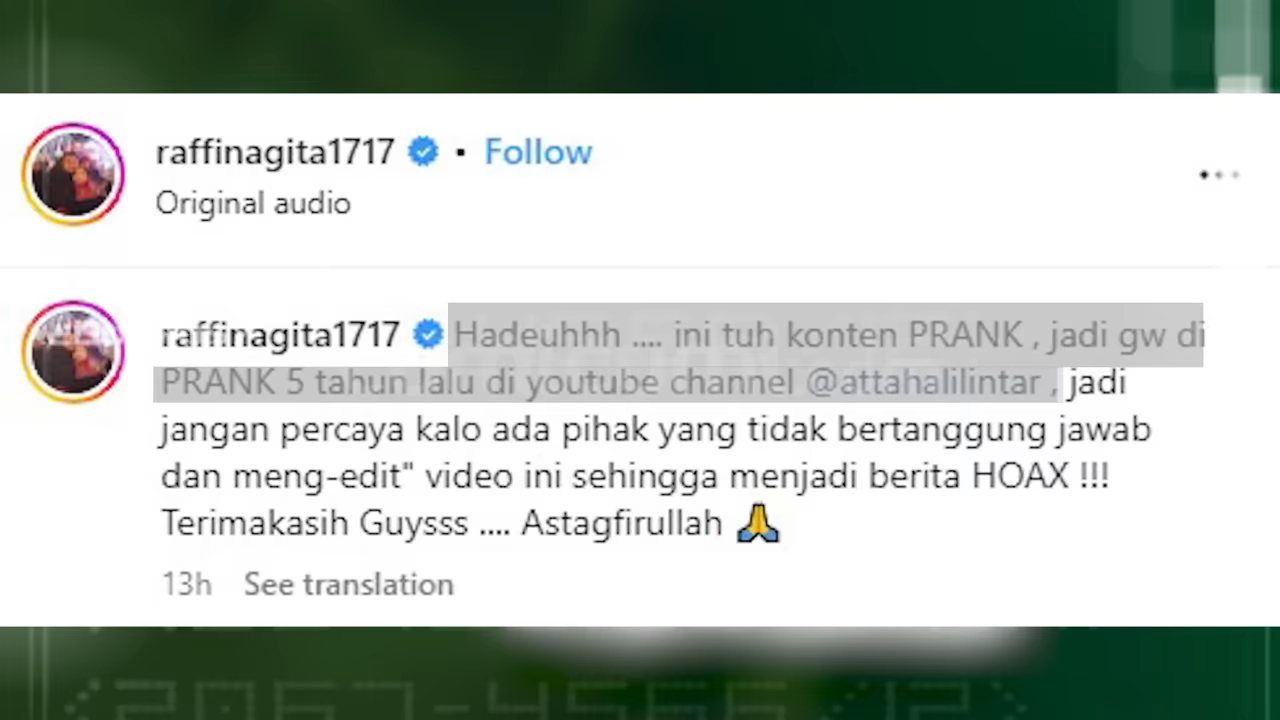 raffinagita1717 • Follow
Original audio
raffinagita1717 Hadeuhhh .... ini tuh konten PRANK , jadi gw di
PRANK 5 tahun lalu di youtube channel @attahalilintar , jadi
jangan percaya kalo ada pihak yang tidak bertanggung jawab
dan meng-edit" video ini sehingga menjadi berita HOAX !!!
Terimakasih Guysss .... Astagfirullah 🙏
13h See translation